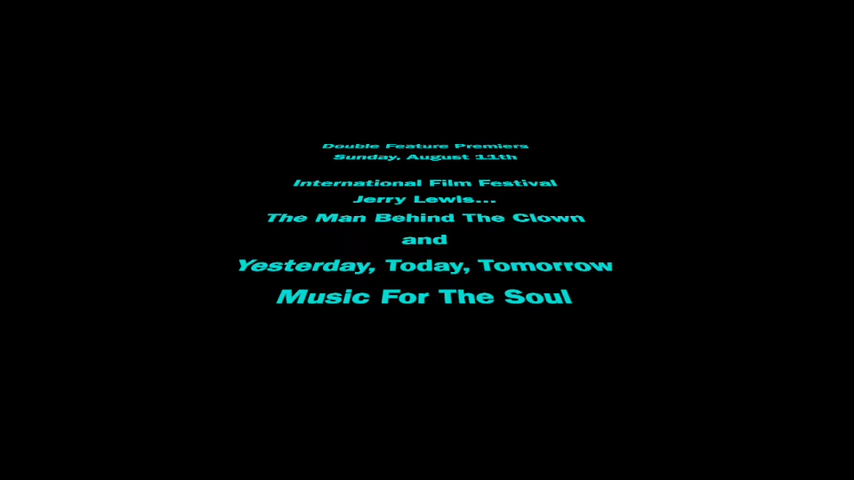 Double Feature Premiers
Sunday, August 11th
International Film Festival
Jerry Lewis...
The Man Behind The Clown
and
Yesterday, Today, Tomorrow
Music For The Soul